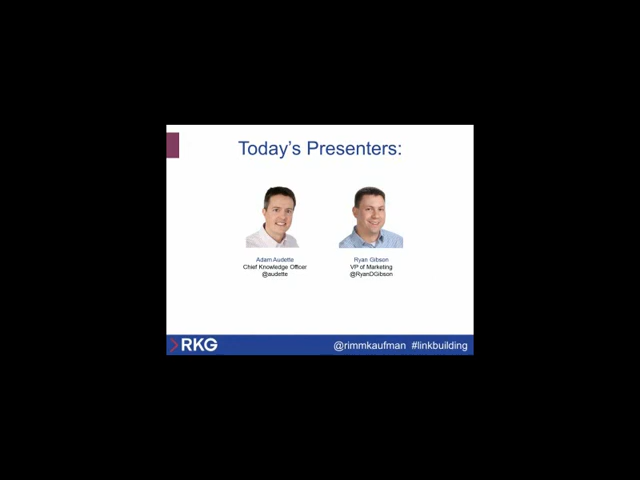 Today's Presenters:
Adam Audette
Chief Knowledge Officer
@audette
Ryan Gibson
VP of Marketing
@RyanDGibson
RKG
@rimmkaufman #linkbuilding